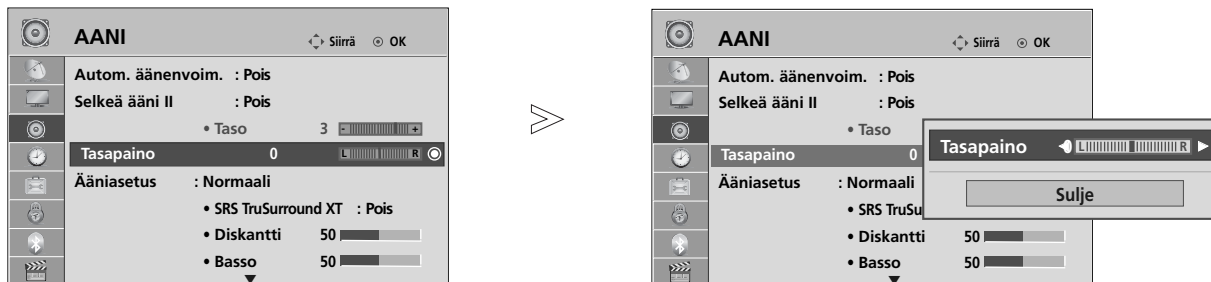 AANI Siirrä OK
Autom. äänenvoim. : Pois
Selkeä ääni II : Pois
• Taso 3 - +
Tasapaino 0 L R
Ääniasetus : Normaali
• SRS TruSurround XT : Pois
• Diskantti 50
• Basso 50
AANI Siirrä OK
Autom. äänenvoim. : Pois
Selkeä ääni II : Pois
• Taso
Tasapaino 0
Ääniasetus : Normaali
• SRS TruSu
• Diskantti 50
• Basso 50
Tasapaino L R
Sulje